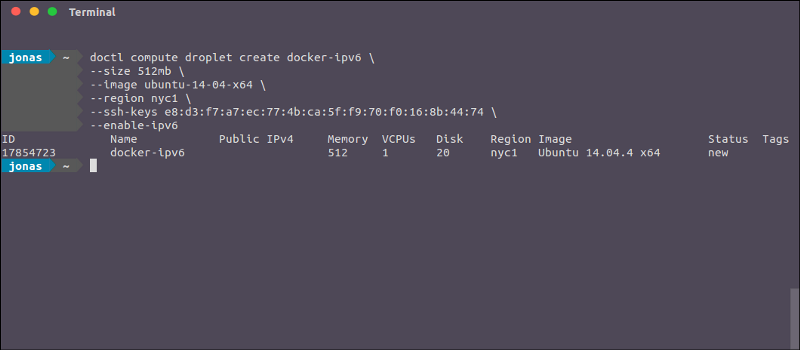 Terminal
jonas ~ doctl compute droplet create docker-ipv6 \
--size 512mb \
--image ubuntu-14-04-x64 \
--region nyc1 \
--ssh-keys e8:d3:f7:a7:ec:77:4b:ca:5f:f9:70:f0:16:8b:44:74 \
--enable-ipv6
ID Name Public IPv4 Memory VCPUs Disk Region Image Status Tags
17854723 docker-ipv6 512 1 20 nyc1 Ubuntu 14.04.4 x64 new
jonas ~